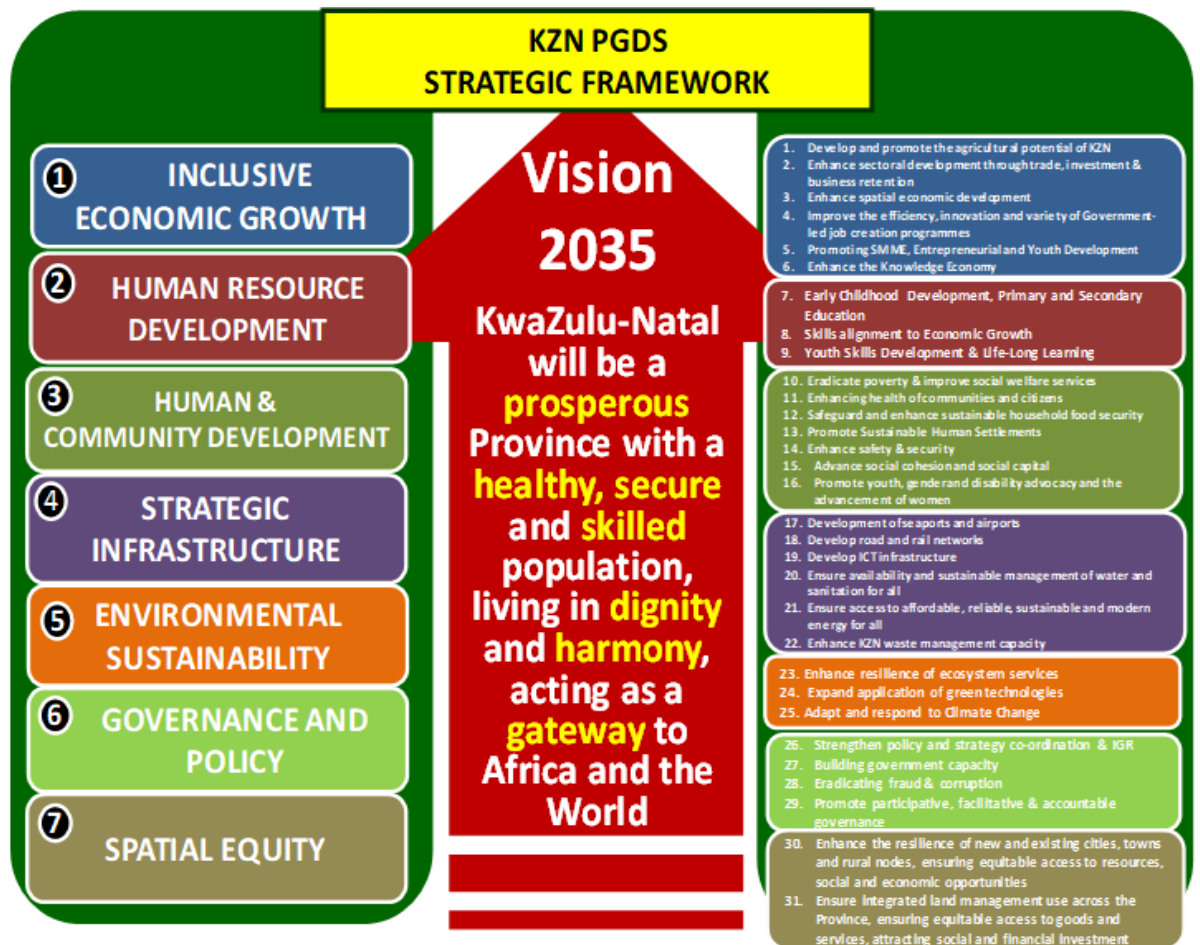 KZN PGDS
STRATEGIC FRAMEWORK
1
INCLUSIVE
ECONOMIC GROWTH
2
HUMAN RESOURCE
DEVELOPMENT
3
HUMAN &
COMMUNITY DEVELOPMENT
4
STRATEGIC
INFRASTRUCTURE
5
ENVIRONMENTAL
SUSTAINABILITY
6
GOVERNANCE AND
POLICY
7
SPATIAL EQUITY
Vision
2035
KwaZulu-Natal
will be a
prosperous
Province with a
healthy, secure
and skilled
population,
living in dignity
and harmony,
acting as a
gateway to
Africa and the
World
1. Develop and promote the agricultural potential of KZN
2. Enhance sectoral development through trade, investment &
business retention
3. Enhance spatial economic development
4. Improve the efficiency, innovation and variety of Government-
led job creation programmes
5. Promoting SMME, Entrepreneurial and Youth Development
6. Enhance the Knowledge Economy
7. Early Childhood Development, Primary and Secondary
Education
8. Skills alignment to Economic Growth
9. Youth Skills Development & Life-Long Learning
10. Eradicate poverty & improve social welfare services
11. Enhancing health of communities and citizens
12. Safeguard and enhance sustainable household food security
13. Promote Sustainable Human Settlements
14. Enhance safety & security
15. Advance social cohesion and social capital
16. Promote youth, gender and disability advocacy and the
advancement of women
17. Development of seaports and airports
18. Develop road and rail networks
19. Develop ICT infrastructure
20. Ensure availability and sustainable management of water and
sanitation for all
21. Ensure access to affordable, reliable, sustainable and modern
energy for all
22. Enhance KZN waste management capacity
23. Enhance resilience of ecosystem services
24. Expand application of green technologies
25. Adapt and respond to Climate Change
26. Strengthen policy and strategy co-ordination & IGR
27. Building government capacity
28. Eradicating fraud & corruption
29. Promote participative, facilitative & accountable
governance
30. Enhance the resilience of new and existing cities, towns
and rural nodes, ensuring equitable access to resources,
social and economic opportunities
31. Ensure integrated land management use across the
Province, ensuring equitable access to goods and
services, attracting social and financial investment